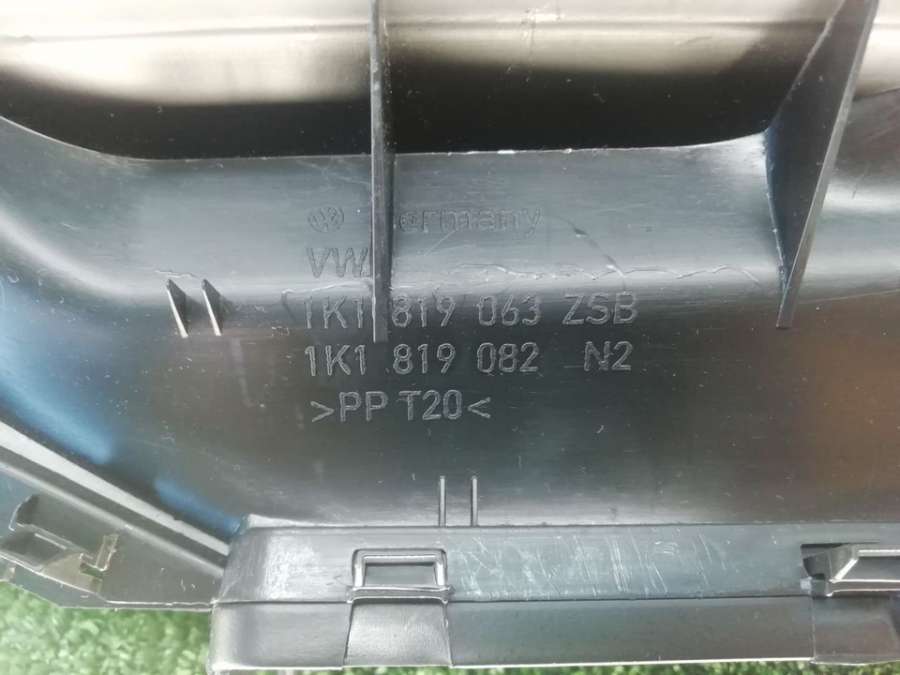 Germany
VW
1K1 819 063 ZSB
1K1 819 082 N2
>PP T20<